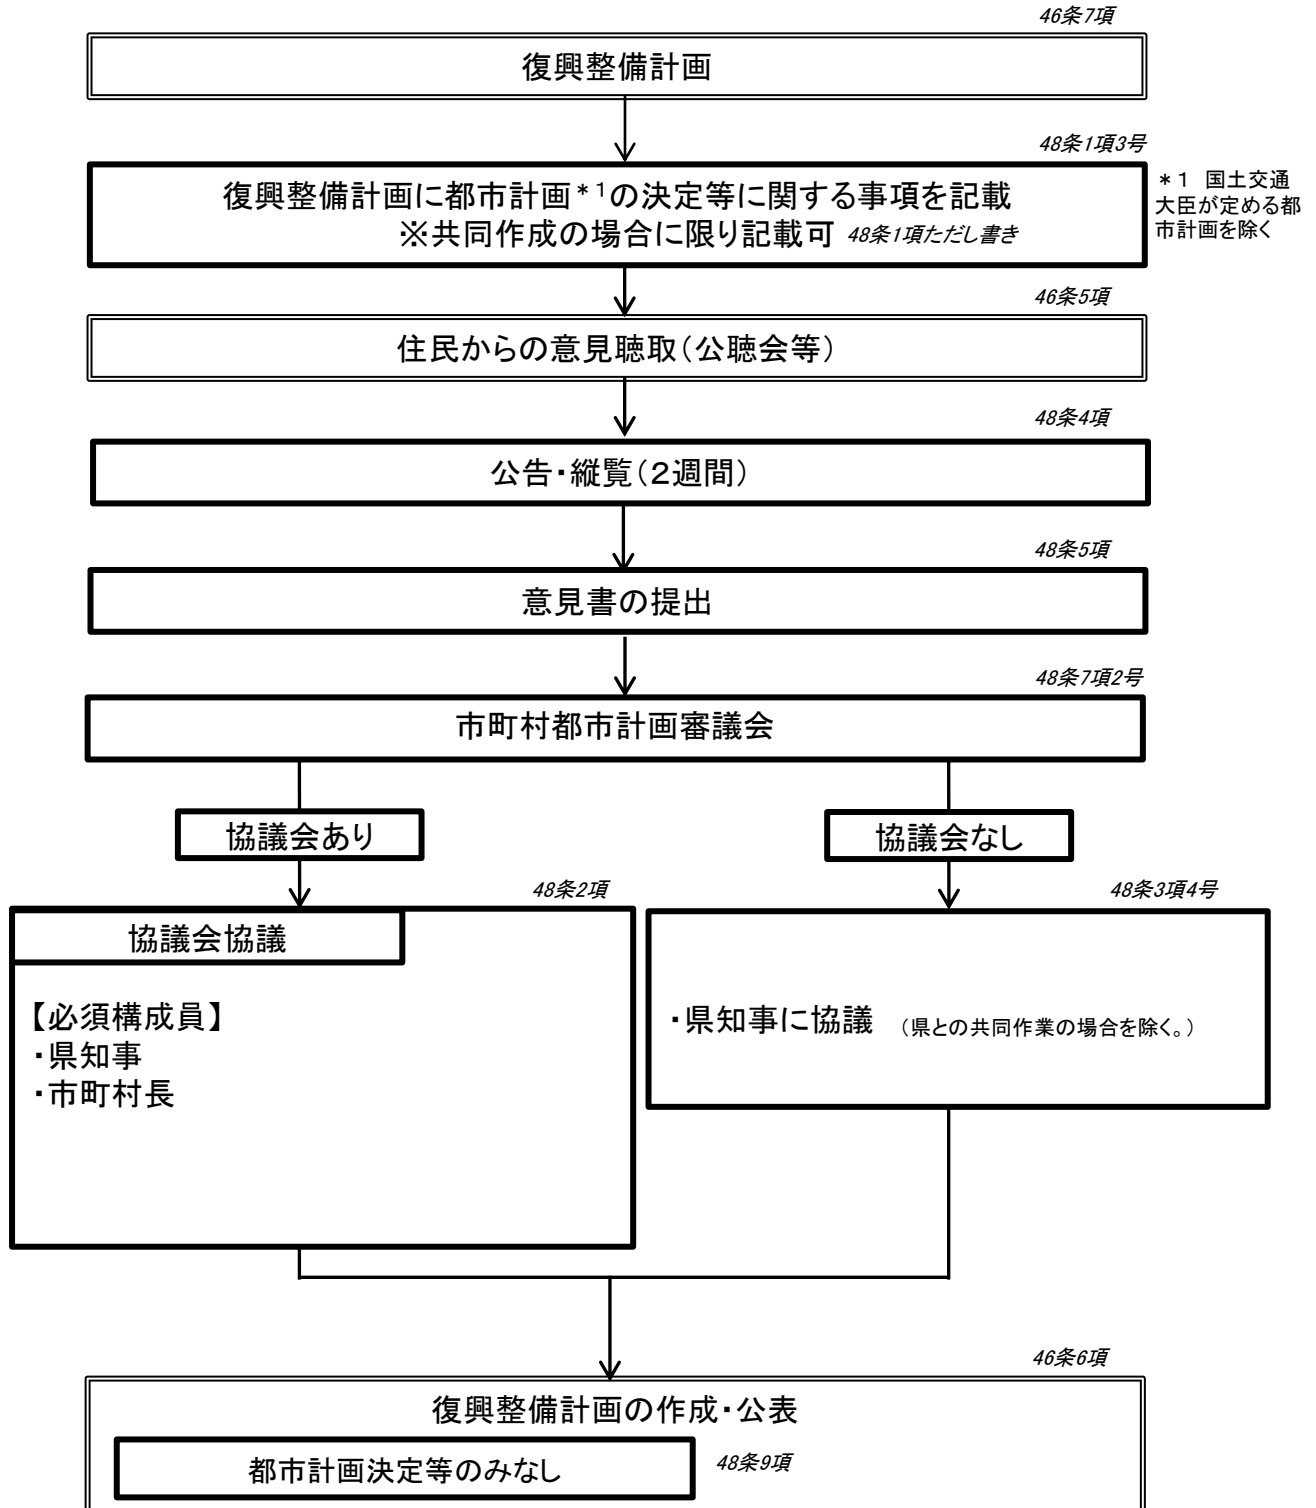 46条7項
復興整備計画
48条1項3号
復興整備計画に都市計画*1の決定等に関する事項を記載
※共同作成の場合に限り記載可 48条1項ただし書き
*1 国土交通
大臣が定める都
市計画を除く
46条5項
住民からの意見聴取(公聴会等)
48条4項
公告・縦覧(2週間)
48条5項
意見書の提出
48条7項2号
市町村都市計画審議会
協議会あり
協議会なし
48条2項
48条3項4号
協議会協議
【必須構成員】
・県知事
・市町村長
・県知事に協議 (県との共同作業の場合を除く。)
46条6項
復興整備計画の作成・公表
都市計画決定等のみなし
48条9項